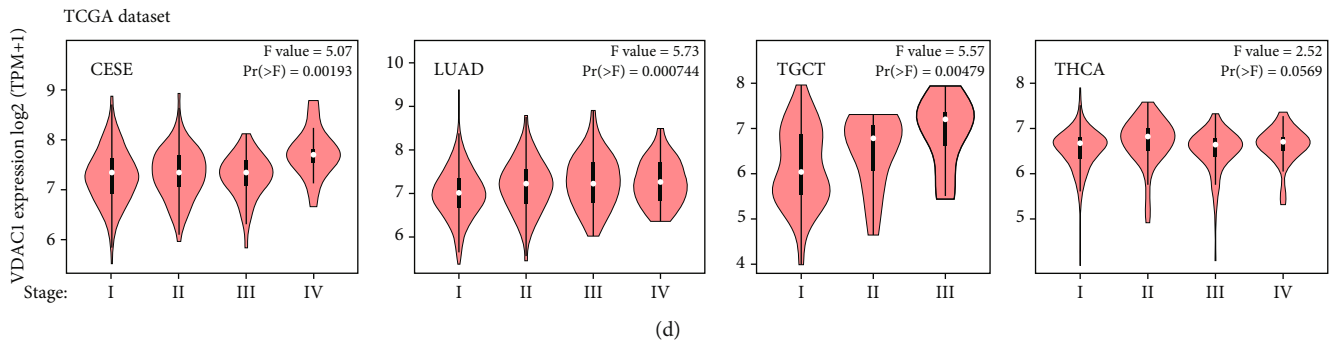 TCGA dataset
VDAC1 expression log2 (TPM+1)
F value = 5.07
Pr(>F) = 0.00193
CESE
9
8
7
6
F value = 5.73
Pr(>F) = 0.000744
LUAD
10
9
8
7
6
F value = 5.57
Pr(>F) = 0.00479
TGCT
8
7
6
5
4
F value = 2.52
Pr(>F) = 0.0569
THCA
8
7
6
5
Stage: I II III IV I II III IV I II III I II III IV
(d)